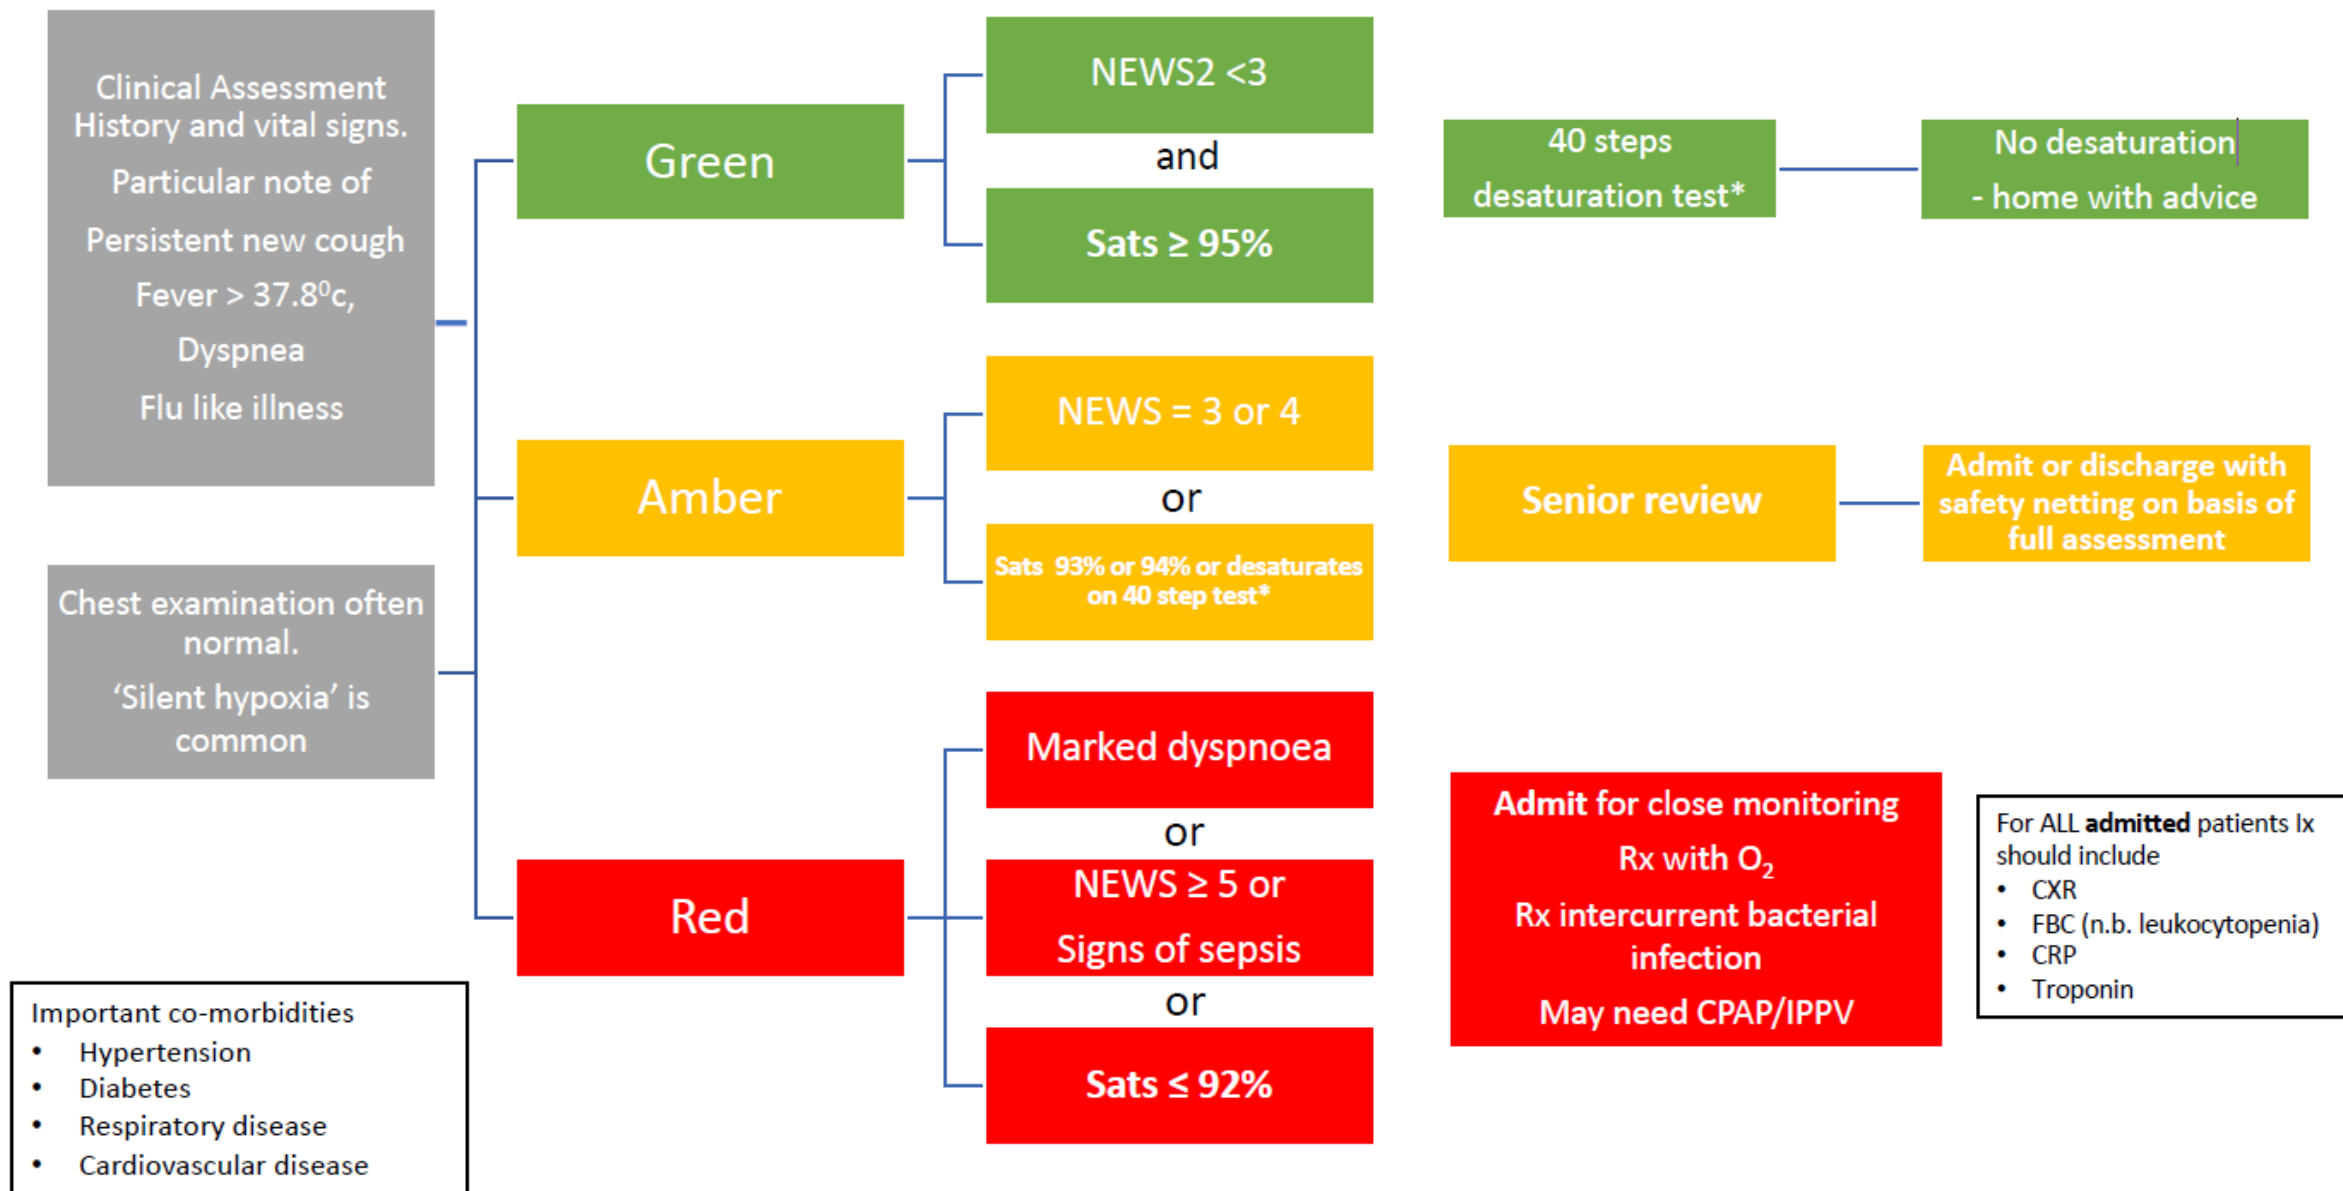 Clinical Assessment
History and vital signs.
Particular note of
Persistent new cough
Fever > 37.8⁰c,
Dyspnea
Flu like illness
Chest examination often
normal.
‘Silent hypoxia’ is
common
Important co-morbidities
• Hypertension
• Diabetes
• Respiratory disease
• Cardiovascular disease
Green
NEWS2 <3
and
Sats ≥ 95%
40 steps
desaturation test*
No desaturation
- home with advice
Amber
NEWS = 3 or 4
or
Sats 93% or 94% or desaturates
on 40 step test*
Senior review
Admit or discharge with
safety netting on basis of
full assessment
Red
Marked dyspnoea
or
NEWS ≥ 5 or
Signs of sepsis
or
Sats ≤ 92%
Admit for close monitoring
Rx with O₂
Rx intercurrent bacterial
infection
May need CPAP/IPPV
For ALL admitted patients Ix
should include
• CXR
• FBC (n.b. leukocytopenia)
• CRP
• Troponin